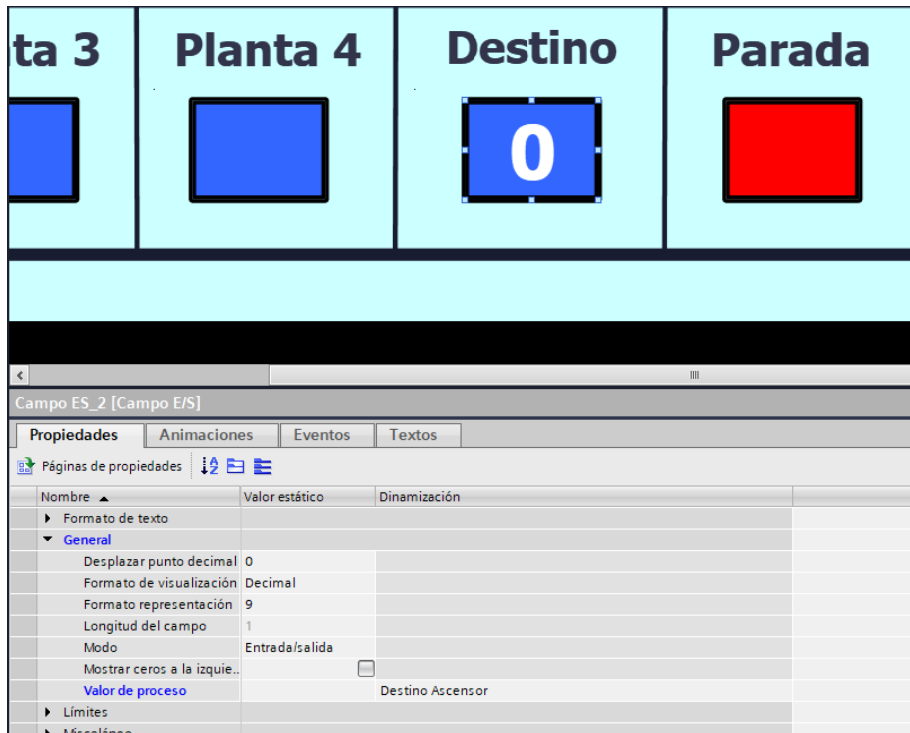 ta 3 Planta 4 Destino Parada
0
Campo ES_2 [Campo E/S]
Propiedades Animaciones Eventos Textos
Páginas de propiedades
Nombre Valor estático Dinamización
Formato de texto
General
Desplazar punto decimal 0
Formato de visualización Decimal
Formato representación 9
Longitud del campo 1
Modo Entrada/salida
Mostrar ceros a la izquie..
Valor de proceso Destino Ascensor
Límites